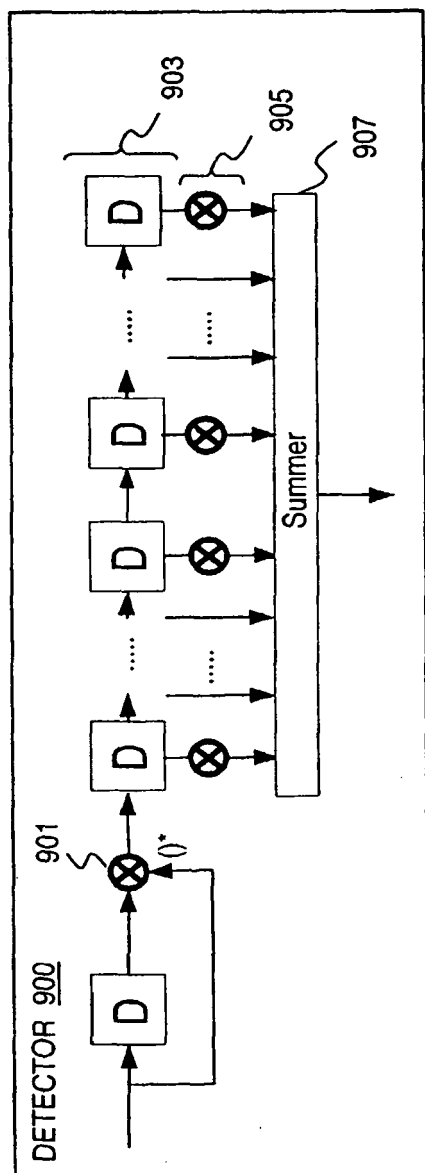 DETECTOR 900
D
901
()*
D
.....
D
D
.....
D
903
.....
.....
905
Summer
907